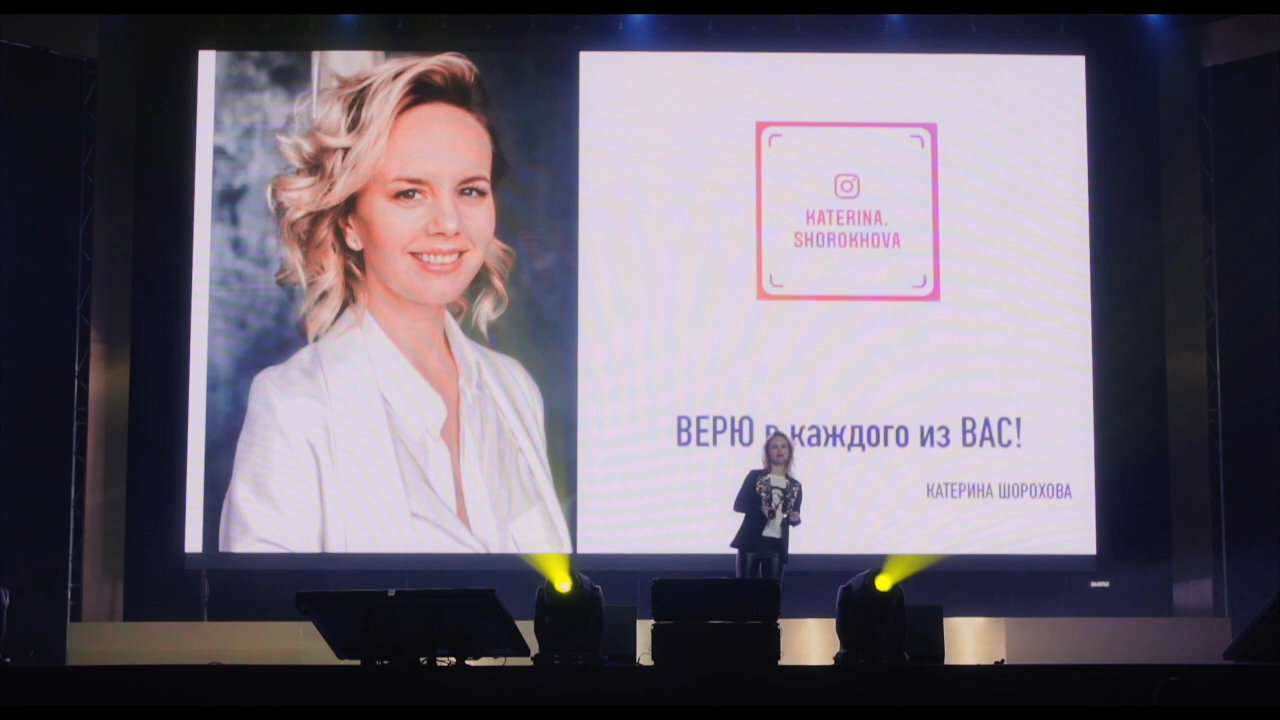 KATERINA.
SHOROKHOVA
ВЕРЮ в каждого из ВАС!
КАТЕРИНА ШОРОХОВА